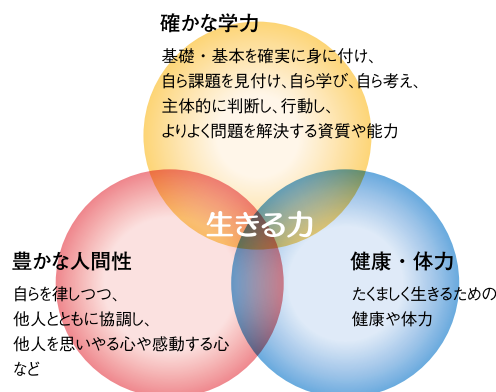 確かな学力
基礎・基本を確実に身に付け、
自ら課題を見付け、自ら学び、自ら考え、
主体的に判断し、行動し、
よりよく問題を解決する資質や能力
生きる力
豊かな人間性
自らを律しつつ、
他人とともに協調し、
他人を思いやる心や感動する心
など
健康・体力
たくましく生きるための
健康や体力